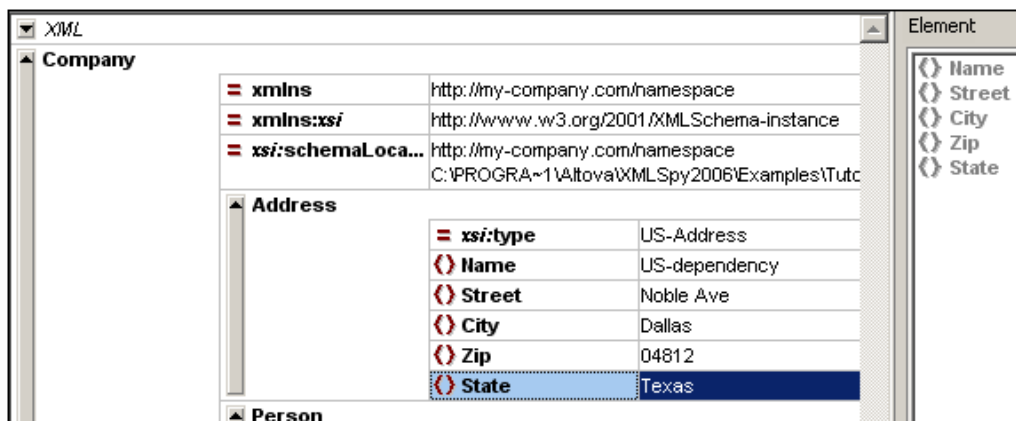 XML
Element
Company
Name
Street
City
Zip
State
= xmlns http://my-company.com/namespace
= xmlns:xsi http://www.w3.org/2001/XMLSchema-instance
= xsi:schemaLoca... http://my-company.com/namespace
C:\PROGRA~1\Altova\XMLSpy2006\Examples\Tuto
Address
= xsi:type US-Address
Name US-dependency
Street Noble Ave
City Dallas
Zip 04812
State Texas
Person